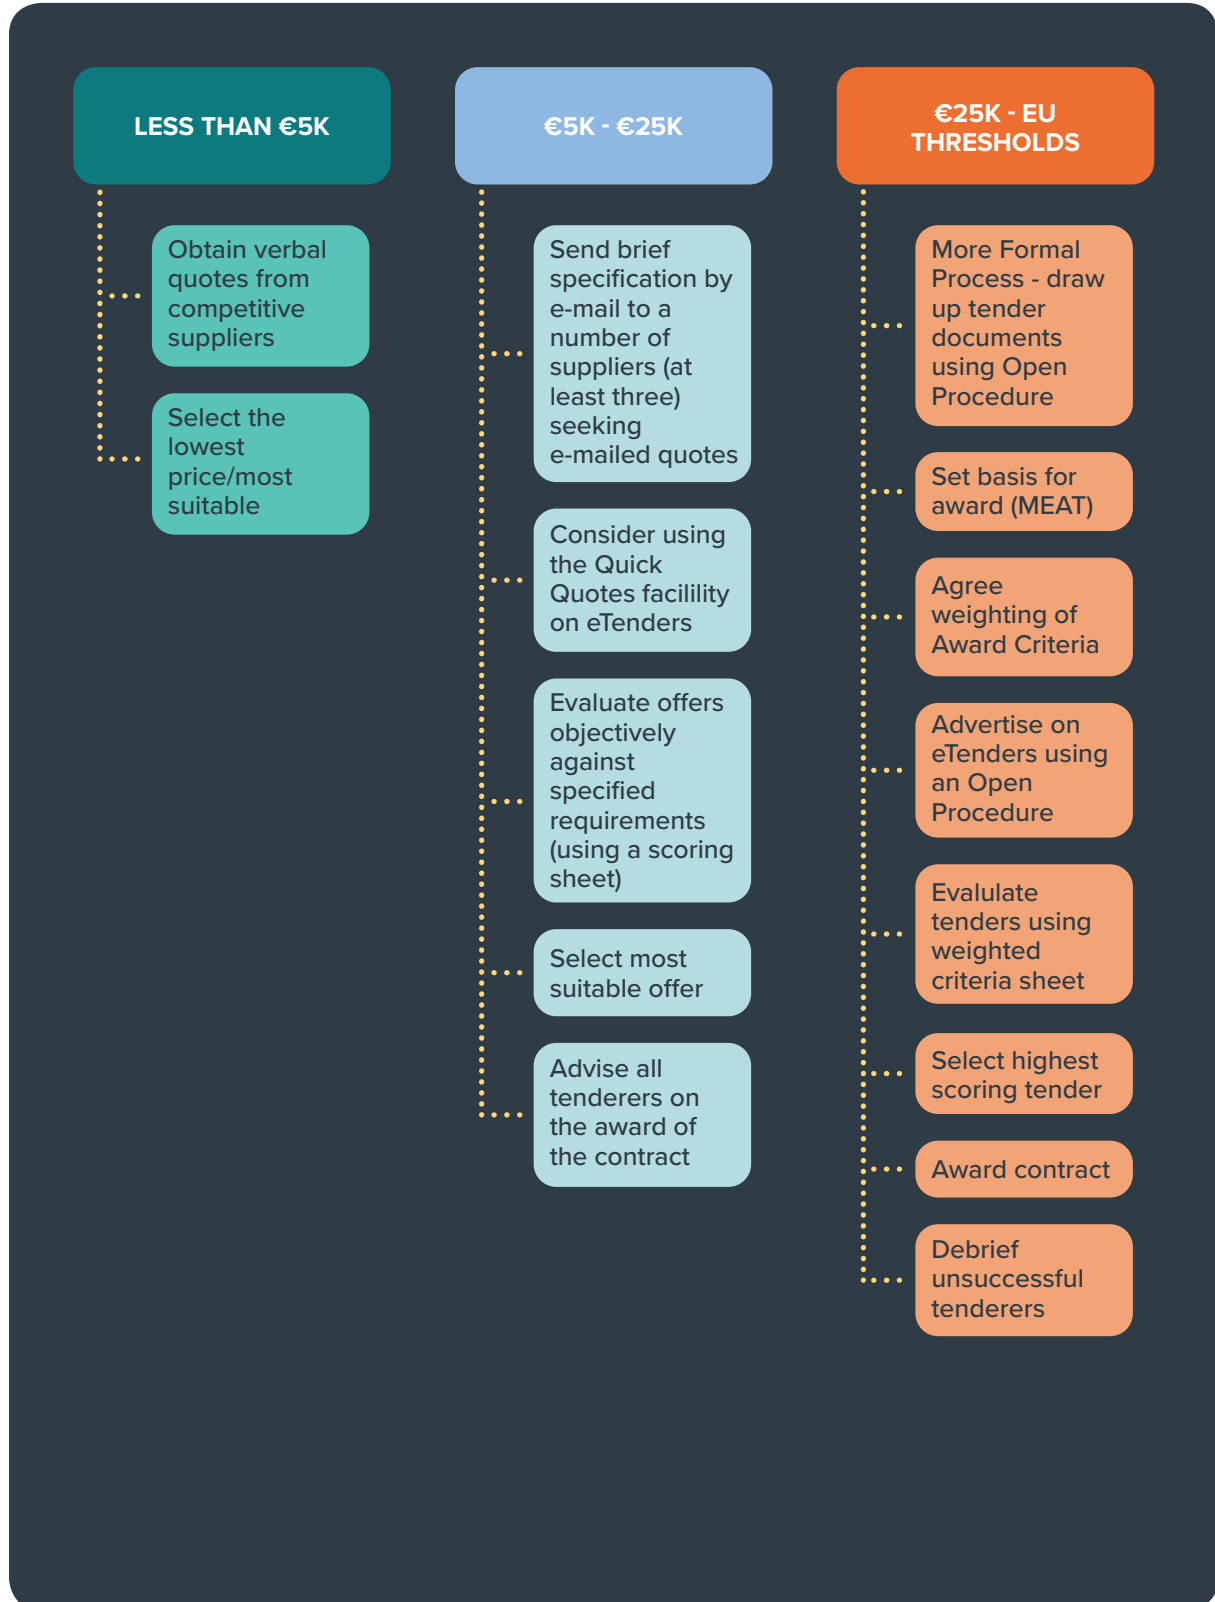 LESS THAN €5K
Obtain verbal
quotes from
competitive
suppliers
Select the
lowest
price/most
suitable
€5K - €25K
Send brief
specification by
e-mail to a
number of
suppliers (at
least three)
seeking
e-mailed quotes
Consider using
the Quick
Quotes facilility
on eTenders
Evaluate offers
objectively
against
specified
requirements
(using a scoring
sheet)
Select most
suitable offer
Advise all
tenderers on
the award of
the contract
€25K - EU
THRESHOLDS
More Formal
Process - draw
up tender
documents
using Open
Procedure
Set basis for
award (MEAT)
Agree
weighting of
Award Criteria
Advertise on
eTenders using
an Open
Procedure
Evalulate
tenders using
weighted
criteria sheet
Select highest
scoring tender
Award contract
Debrief
unsuccessful
tenderers